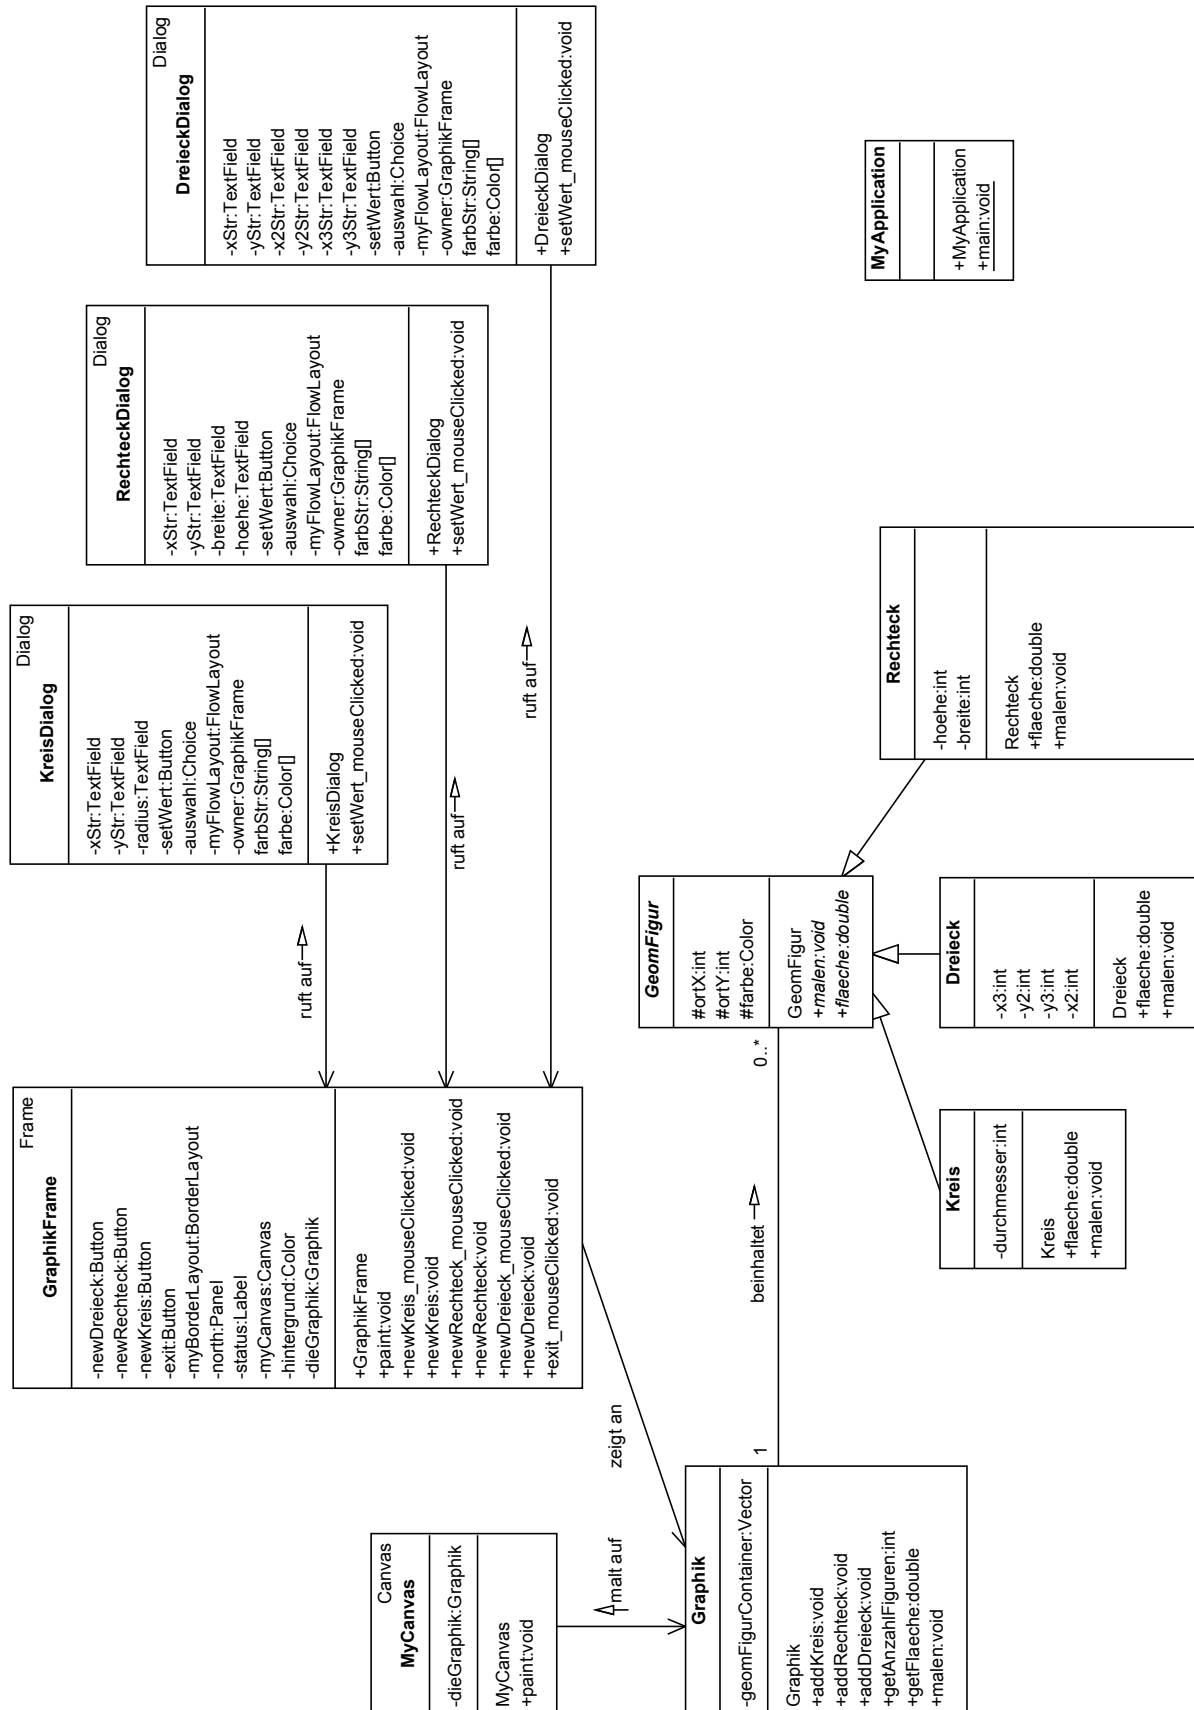 Canvas
MyCanvas
-dieGraphik:Graphik
MyCanvas
+paint:void
malt auf
Graphik
-geomFigurContainer:Vector
Graphik
+addKreis:void
+addRechteck:void
+addDreieck:void
+getAnzahlFiguren:int
+getFlaeche:double
+malen:void
zeigt an
1
beinhaltet
0..*
Frame
GraphikFrame
-newDreieck:Button
-newRechteck:Button
-newKreis:Button
-exit:Button
-myBorderLayout:BorderLayout
-north:Panel
-status:Label
-myCanvas:Canvas
-hintergrund:Color
-dieGraphik:Graphik
+GraphikFrame
+paint:void
+newKreis_mouseClicked:void
+newKreis:void
+newRechteck_mouseClicked:void
+newRechteck:void
+newDreieck_mouseClicked:void
+newDreieck:void
+exit_mouseClicked:void
ruft auf
ruft auf
ruft auf
Dialog
KreisDialog
-xStr:TextField
-yStr:TextField
-radius:TextField
-setWert:Button
-auswahl:Choice
-myFlowLayout:FlowLayout
-owner:GraphikFrame
farbStr:String[]
farbe:Color[]
+KreisDialog
+setWert_mouseClicked:void
Dialog
RechteckDialog
-xStr:TextField
-yStr:TextField
-breite:TextField
-hoehe:TextField
-setWert:Button
-auswahl:Choice
-myFlowLayout:FlowLayout
-owner:GraphikFrame
farbStr:String[]
farbe:Color[]
+RechteckDialog
+setWert_mouseClicked:void
Dialog
DreieckDialog
-xStr:TextField
-yStr:TextField
-x2Str:TextField
-y2Str:TextField
-x3Str:TextField
-y3Str:TextField
-setWert:Button
-auswahl:Choice
-myFlowLayout:FlowLayout
-owner:GraphikFrame
farbStr:String[]
farbe:Color[]
+DreieckDialog
+setWert_mouseClicked:void
GeomFigur
#ortX:int
#ortY:int
#farbe:Color
GeomFigur
+malen:void
+flaeche:double
Kreis
-durchmesser:int
Kreis
+flaeche:double
+malen:void
Dreieck
-x3:int
-y2:int
-y3:int
-x2:int
Dreieck
+flaeche:double
+malen:void
Rechteck
-hoehe:int
-breite:int
Rechteck
+flaeche:double
+malen:void
MyApplication
+MyApplication
+main:void